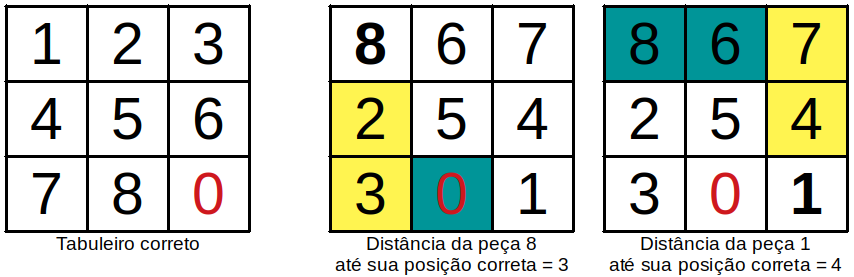 1 2 3
4 5 6
7 8 0
Tabuleiro correto
8 6 7
2 5 4
3 0 1
Distância da peça 8
até sua posição correta = 3
8 6 7
2 5 4
3 0 1
Distância da peça 1
até sua posição correta = 4